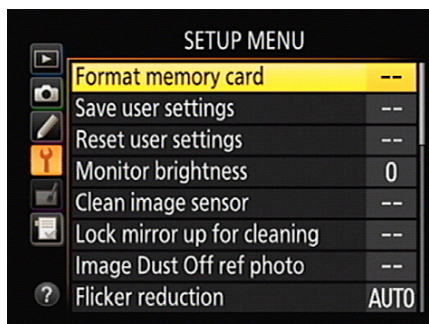 SETUP MENU
Format memory card --
Save user settings --
Reset user settings --
Monitor brightness 0
Clean image sensor --
Lock mirror up for cleaning --
Image Dust Off ref photo --
? Flicker reduction AUTO